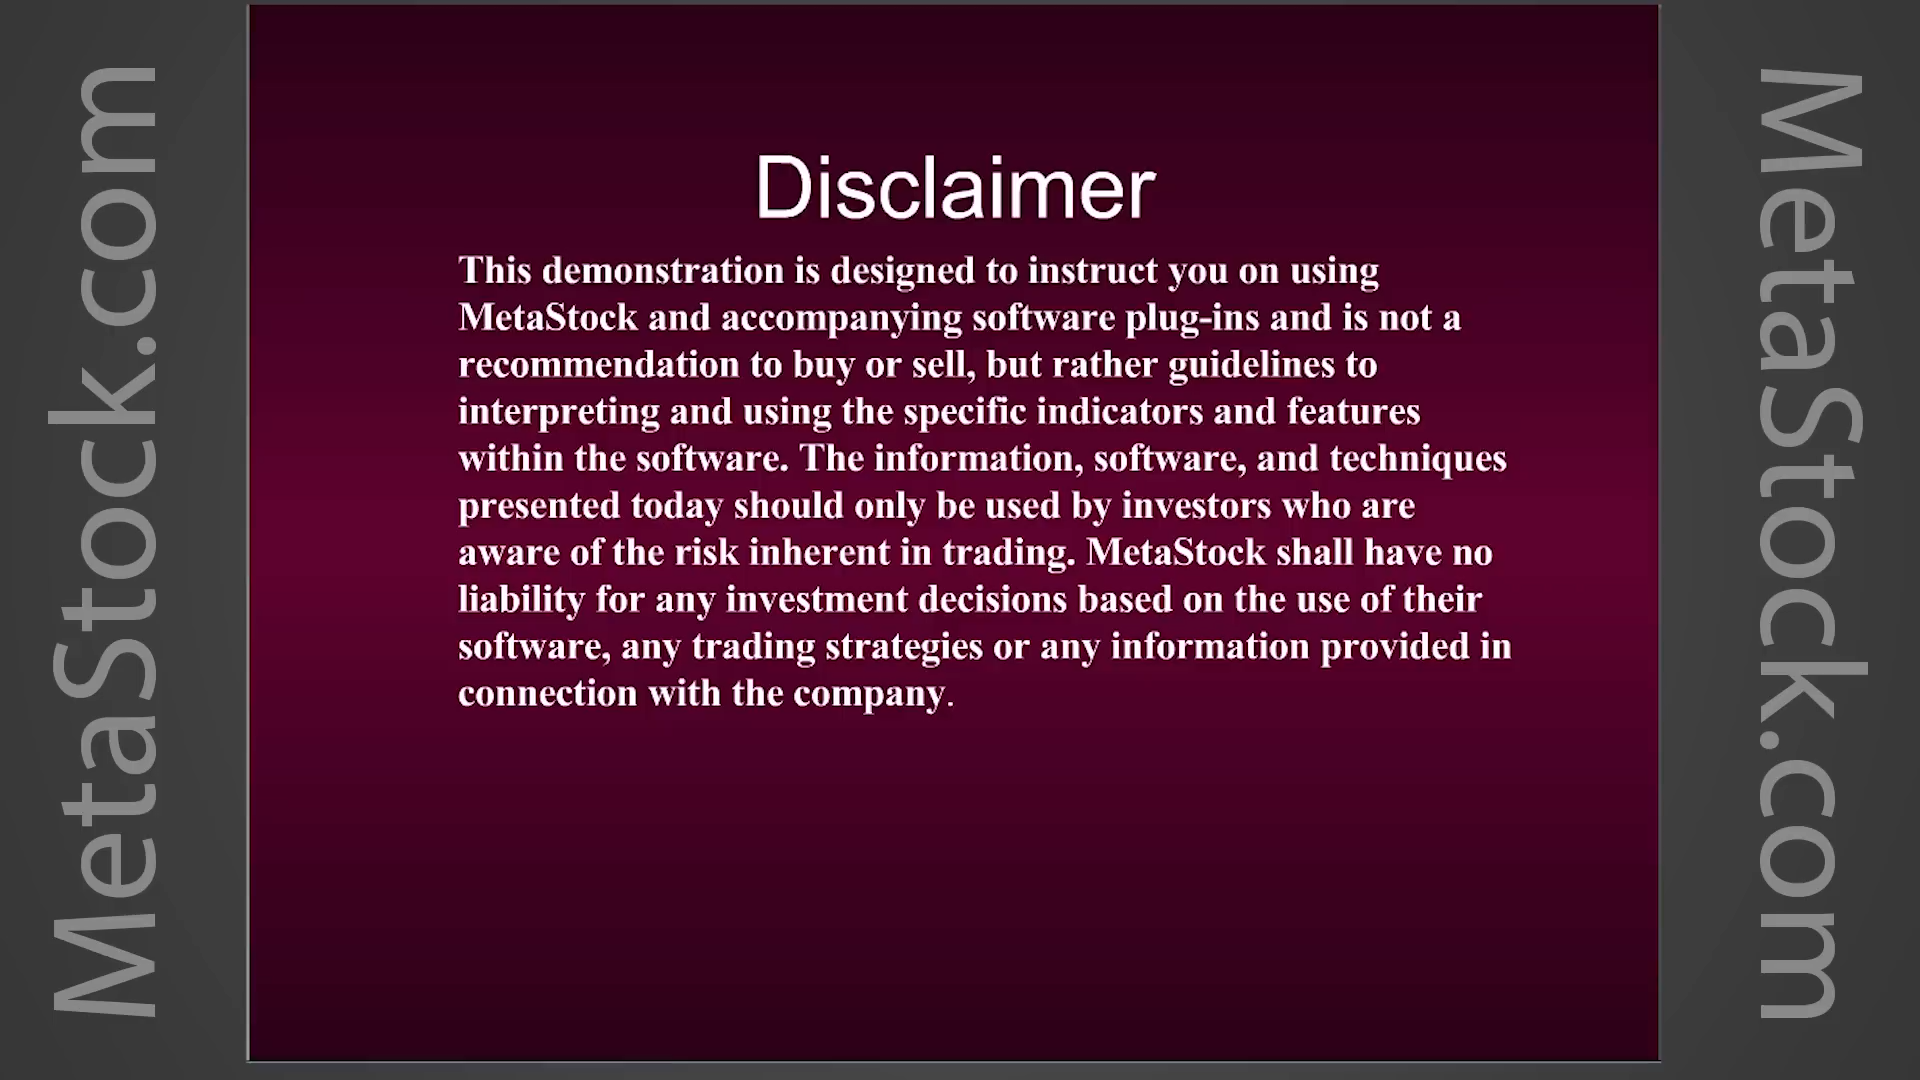 MetaStock.com
Disclaimer
This demonstration is designed to instruct you on using
MetaStock and accompanying software plug-ins and is not a
recommendation to buy or sell, but rather guidelines to
interpreting and using the specific indicators and features
within the software. The information, software, and techniques
presented today should only be used by investors who are
aware of the risk inherent in trading. MetaStock shall have no
liability for any investment decisions based on the use of their
software, any trading strategies or any information provided in
connection with the company.
MetaStock.com